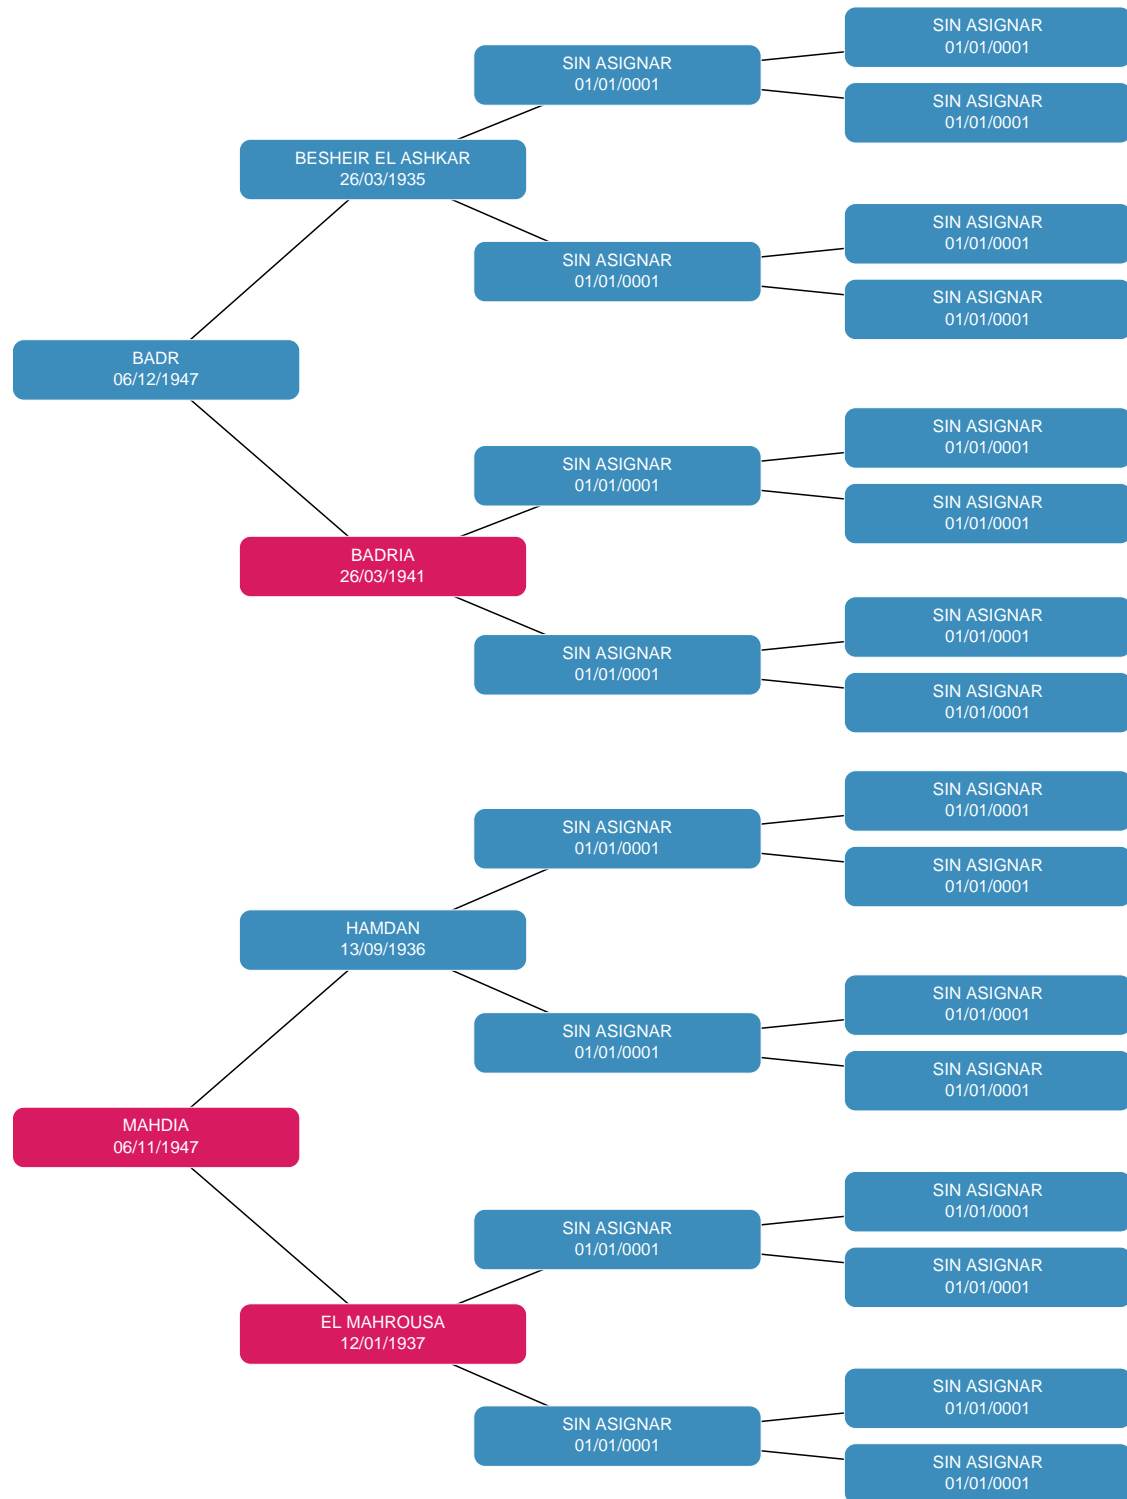 SIN ASIGNAR
01/01/0001
SIN ASIGNAR
01/01/0001
SIN ASIGNAR
01/01/0001
BESHEIR EL ASHKAR
26/03/1935
SIN ASIGNAR
01/01/0001
SIN ASIGNAR
01/01/0001
SIN ASIGNAR
01/01/0001
BADR
06/12/1947
SIN ASIGNAR
01/01/0001
SIN ASIGNAR
01/01/0001
SIN ASIGNAR
01/01/0001
BADRIA
26/03/1941
SIN ASIGNAR
01/01/0001
SIN ASIGNAR
01/01/0001
SIN ASIGNAR
01/01/0001
SIN ASIGNAR
01/01/0001
SIN ASIGNAR
01/01/0001
SIN ASIGNAR
01/01/0001
HAMDAN
13/09/1936
SIN ASIGNAR
01/01/0001
SIN ASIGNAR
01/01/0001
SIN ASIGNAR
01/01/0001
MAHDIA
06/11/1947
SIN ASIGNAR
01/01/0001
SIN ASIGNAR
01/01/0001
SIN ASIGNAR
01/01/0001
EL MAHROUSA
12/01/1937
SIN ASIGNAR
01/01/0001
SIN ASIGNAR
01/01/0001
SIN ASIGNAR
01/01/0001